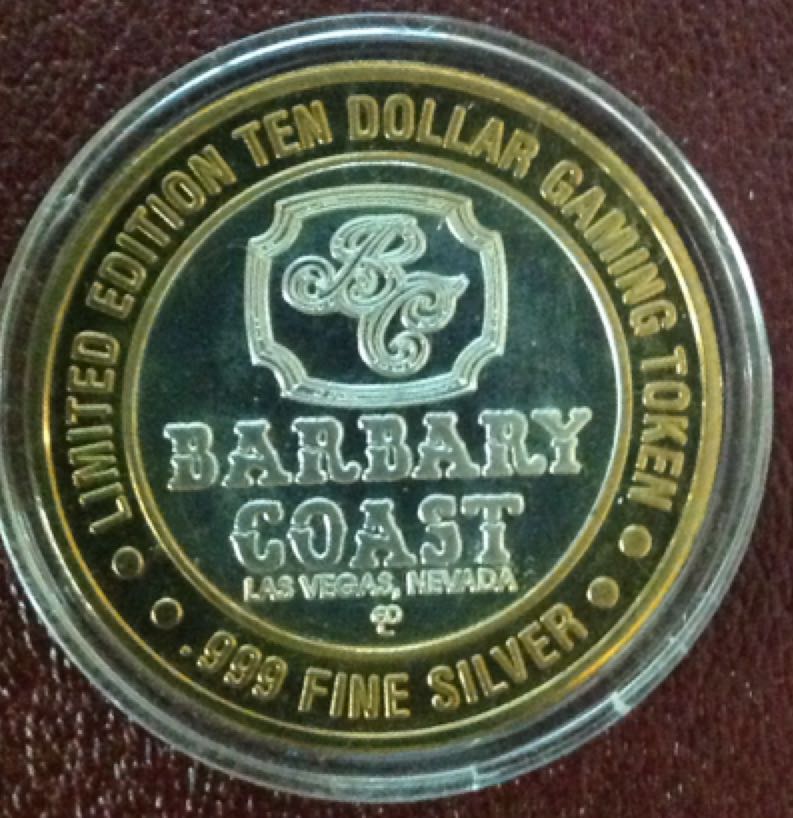 LIMITED EDITION TEN DOLLAR GAMING TOKEN
BC
BARBARY
COAST
LAS VEGAS, NEVADA
.999 FINE SILVER